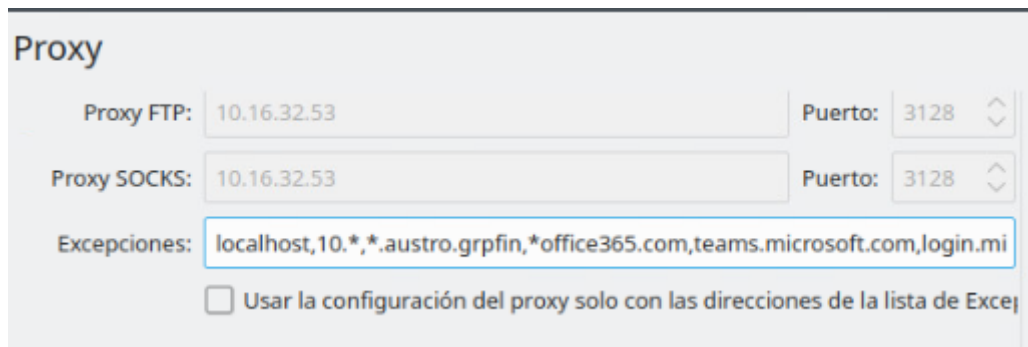 Proxy
Proxy FTP: 10.16.32.53 Puerto: 3128
Proxy SOCKS: 10.16.32.53 Puerto: 3128
Excepciones: localhost,10.*,*.austro.grpfin,*office365.com,teams.microsoft.com,login.mi
Usar la configuración del proxy solo con las direcciones de la lista de Excep